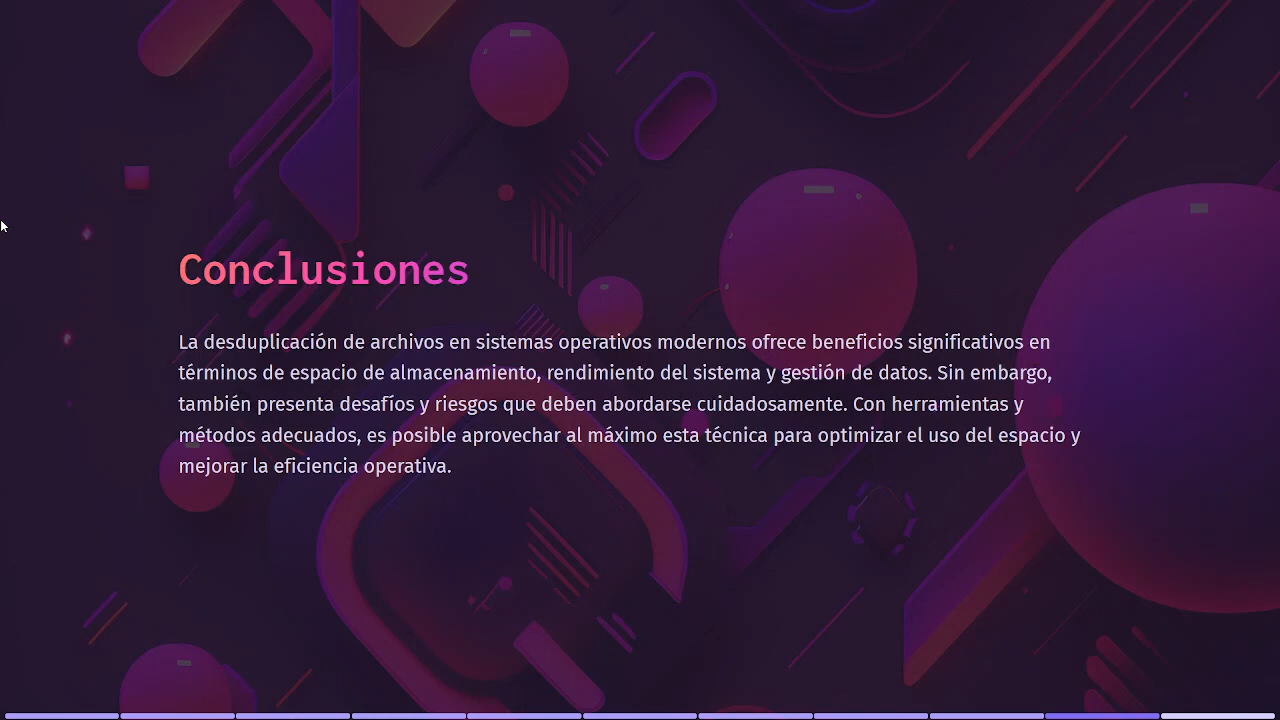 Conclusiones
La desduplicación de archivos en sistemas operativos modernos ofrece beneficios significativos en
términos de espacio de almacenamiento, rendimiento del sistema y gestión de datos. Sin embargo,
también presenta desafíos y riesgos que deben abordarse cuidadosamente. Con herramientas y
métodos adecuados, es posible aprovechar al máximo esta técnica para optimizar el uso del espacio y
mejorar la eficiencia operativa.